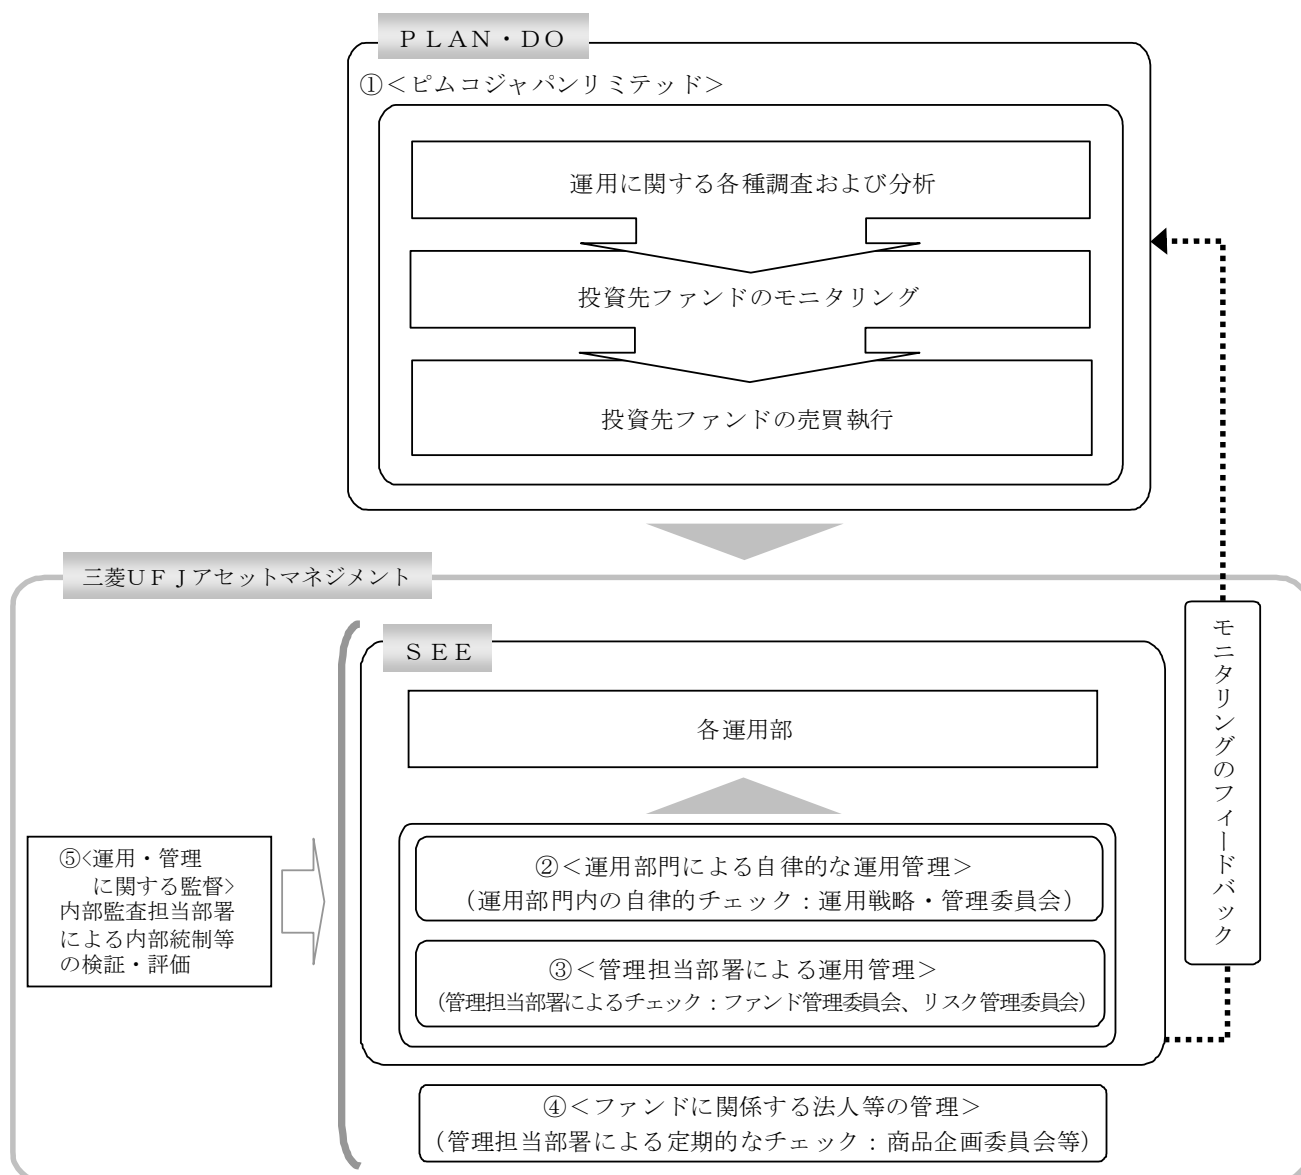 ＰＬＡＮ・ＤＯ
①＜ピムコジャパンリミテッド＞
運用に関する各種調査および分析
投資先ファンドのモニタリング
投資先ファンドの売買執行
三菱ＵＦＪアセットマネジメント
ＳＥＥ
各運用部
②＜運用部門による自律的な運用管理＞
（運用部門内の自律的チェック：運用戦略・管理委員会）
③＜管理担当部署による運用管理＞
（管理担当部署によるチェック：ファンド管理委員会、リスク管理委員会）
④＜ファンドに関係する法人等の管理＞
（管理担当部署による定期的なチェック：商品企画委員会等）
⑤<運用・管理
に関する監督>
内部監査担当部署
による内部統制等
の検証・評価
モニタリングのフィードバック